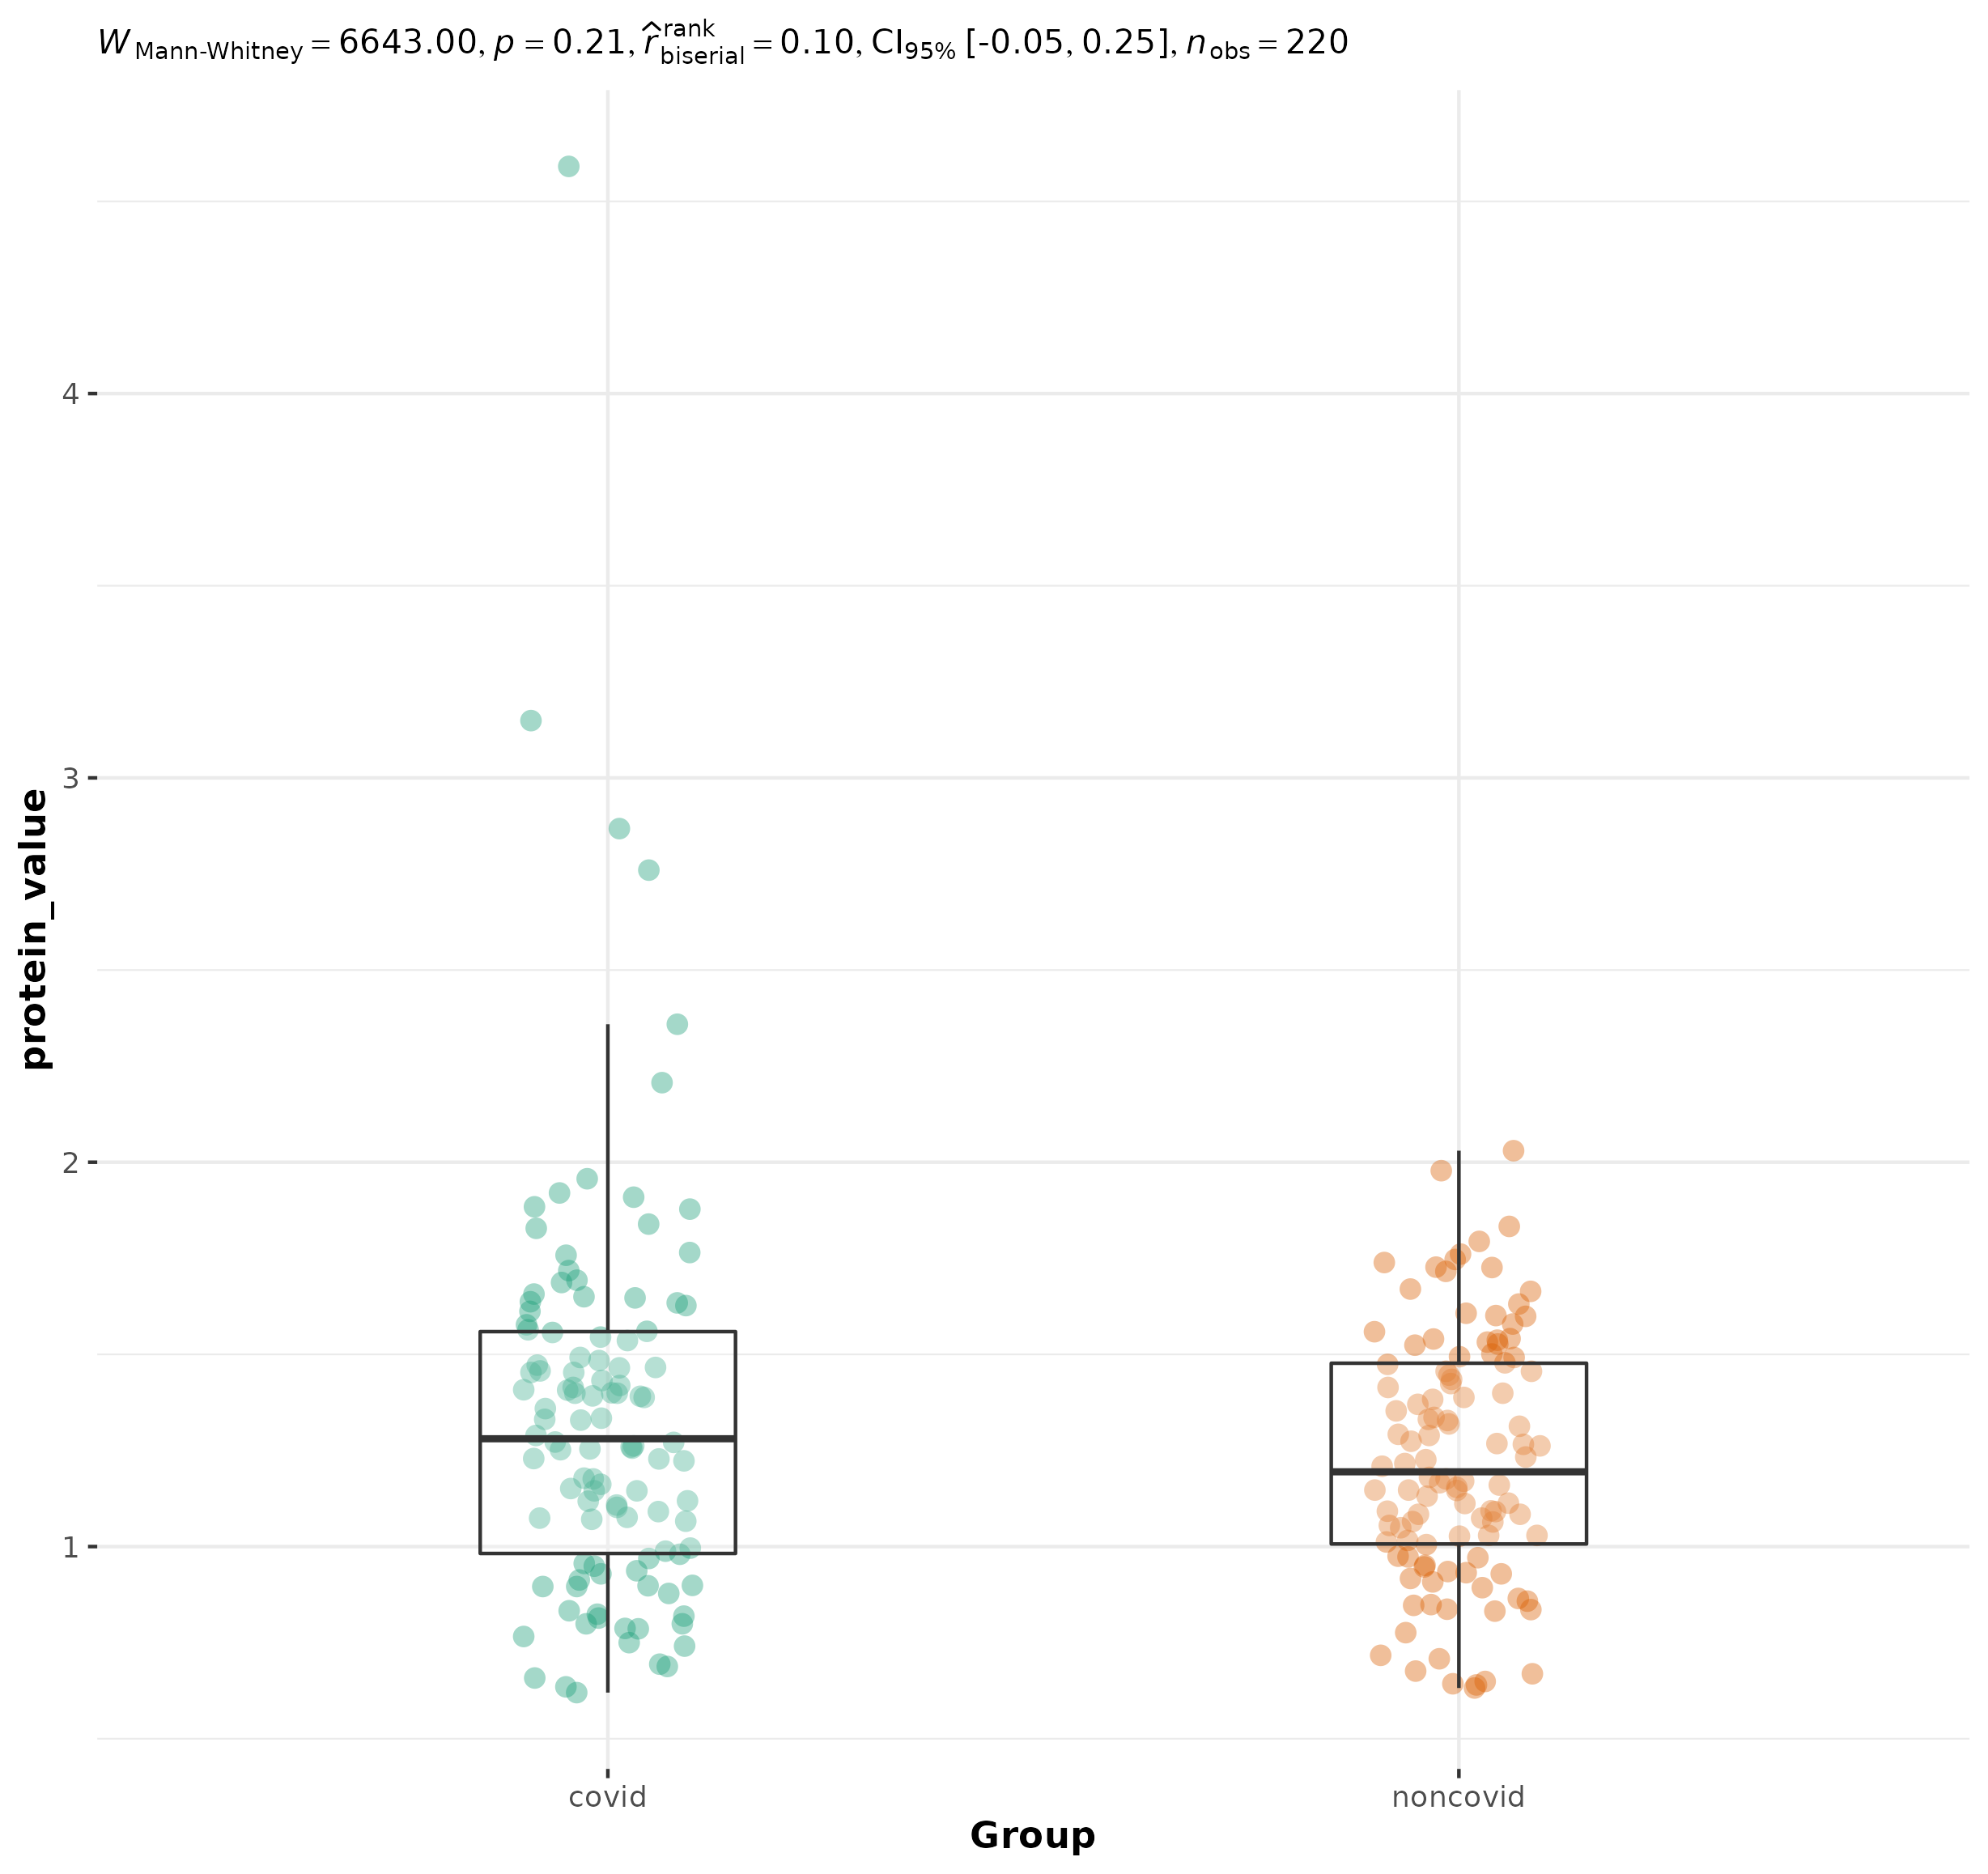 W Mann-Whitney = 6643.00, p = 0.21, r̂ rank biserial = 0.10, CI95% [-0.05, 0.25], n obs = 220
4
3
2
1
protein_value
covid noncovid
Group